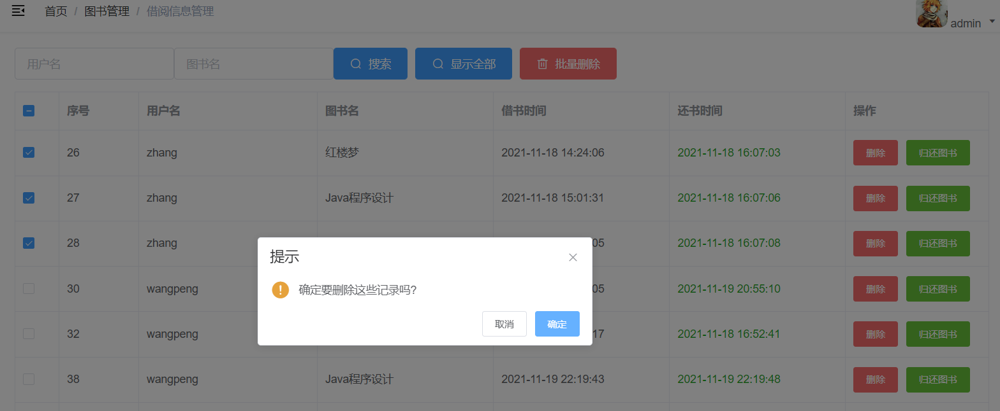 首页 / 图书管理 / 借阅信息管理
admin
用户名 图书名 搜索 显示全部 批量删除
序号 用户名 图书名 借书时间 还书时间 操作
26 zhang 红楼梦 2021-11-18 14:24:06 2021-11-18 16:07:03 删除 归还图书
27 zhang Java程序设计 2021-11-18 15:01:31 2021-11-18 16:07:06 删除 归还图书
28 zhang 05 2021-11-18 16:07:08 删除 归还图书
提示
30 wangpeng 05 2021-11-19 20:55:10 删除 归还图书
确定要删除这些记录吗?
取消 确定
32 wangpeng 17 2021-11-18 16:52:41 删除 归还图书
38 wangpeng Java程序设计 2021-11-19 22:19:43 2021-11-19 22:19:48 删除 归还图书